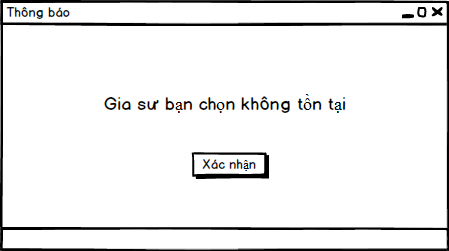 Thông báo
Gia sư bạn chọn không tồn tại
Xác nhận